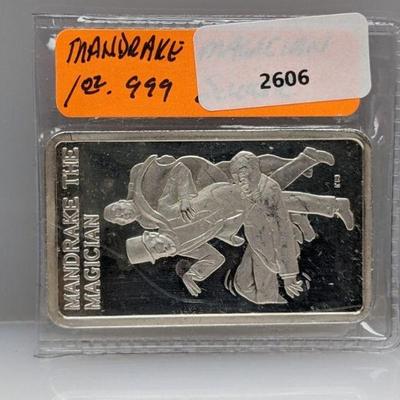 MANDRAKE MAGICIAN
1oz. 999
2606
MANDRAKE THE
MAGICIAN